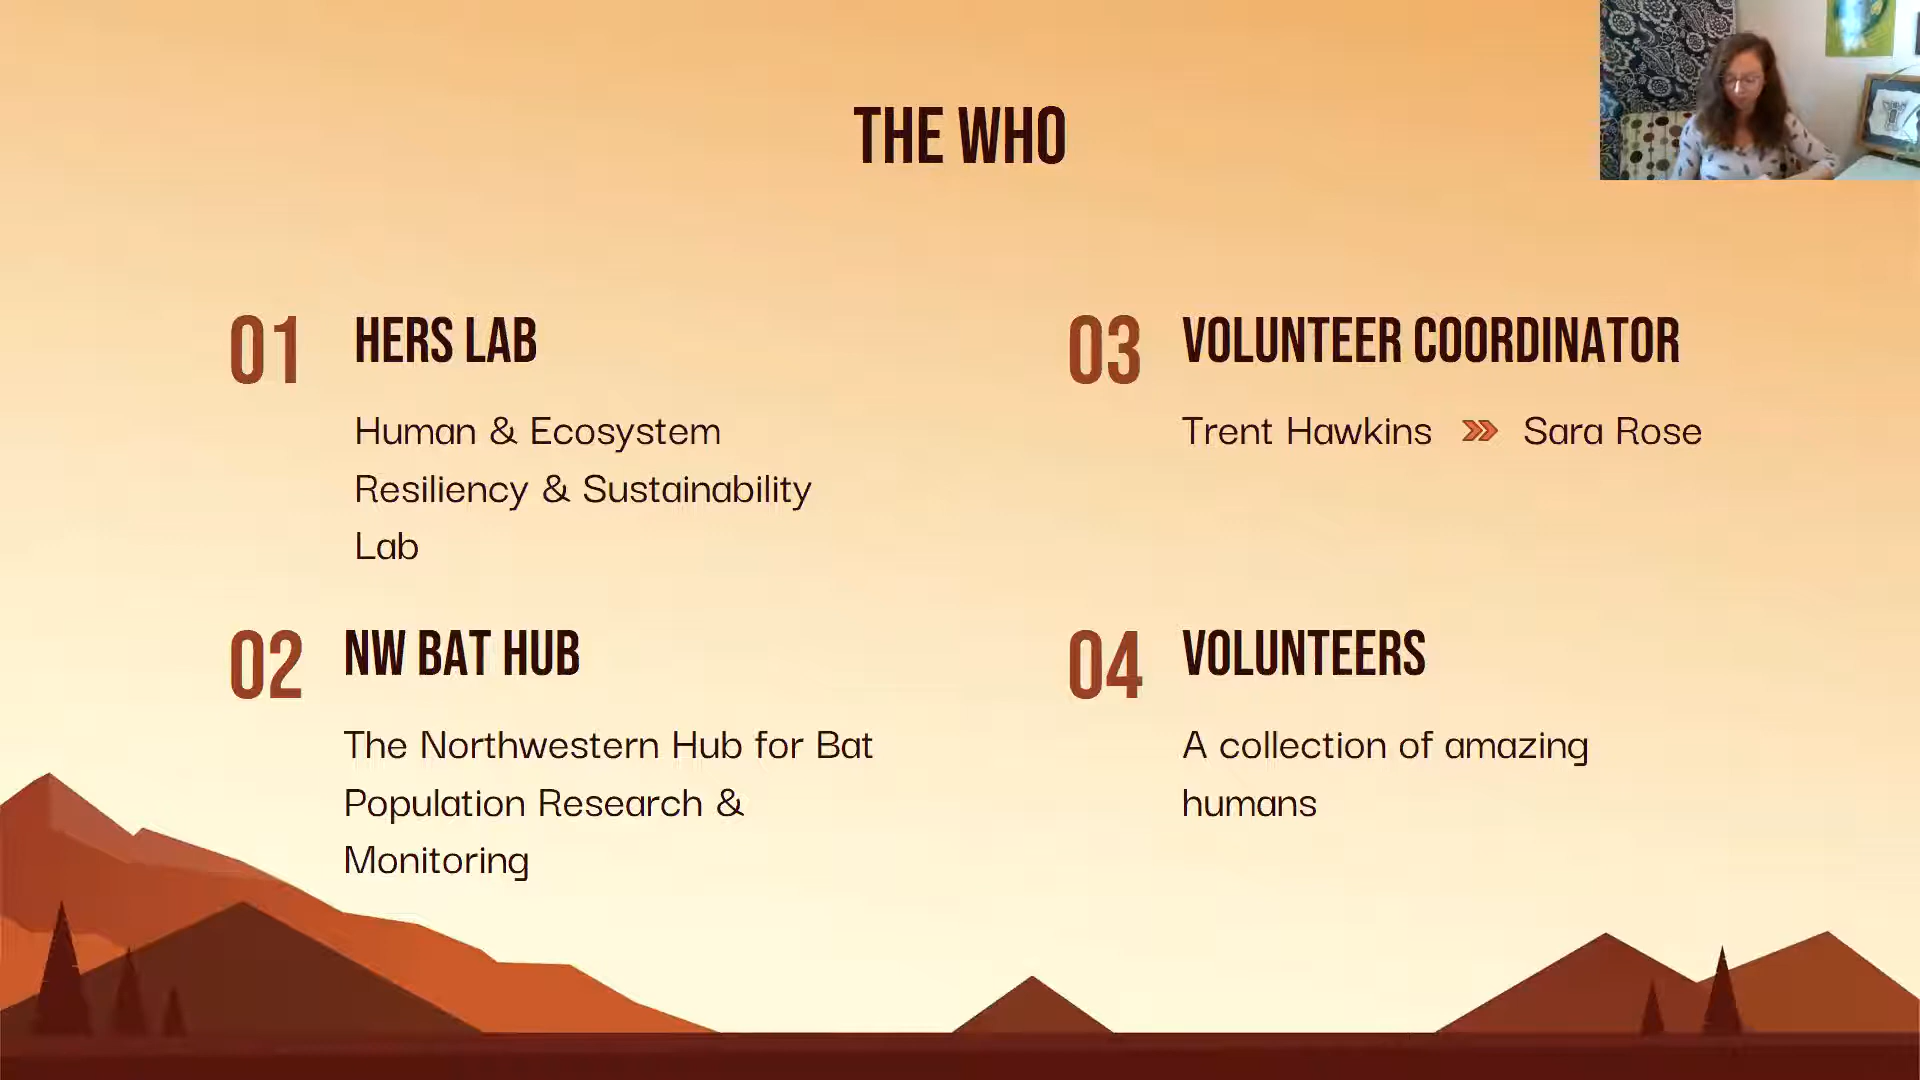 THE WHO
01
HERS LAB
Human & Ecosystem
Resiliency & Sustainability
Lab
02
NW BAT HUB
The Northwestern Hub for Bat
Population Research &
Monitoring
03
VOLUNTEER COORDINATOR
Trent Hawkins » Sara Rose
04
VOLUNTEERS
A collection of amazing
humans